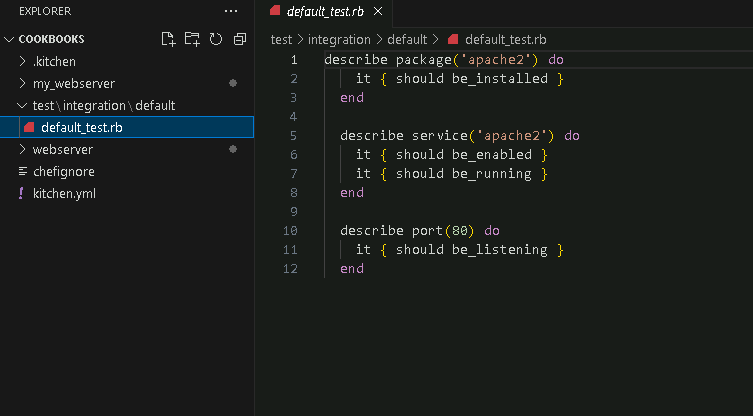 EXPLORER
COOKBOOKS
.kitchen
my_webserver
test\integration\default
default_test.rb
webserver
chefignore
kitchen.yml
default_test.rb
test > integration > default > default_test.rb
1 describe package('apache2') do
2 it { should be_installed }
3 end
4
5 describe service('apache2') do
6 it { should be_enabled }
7 it { should be_running }
8 end
9
10 describe port(80) do
11 it { should be_listening }
12 end